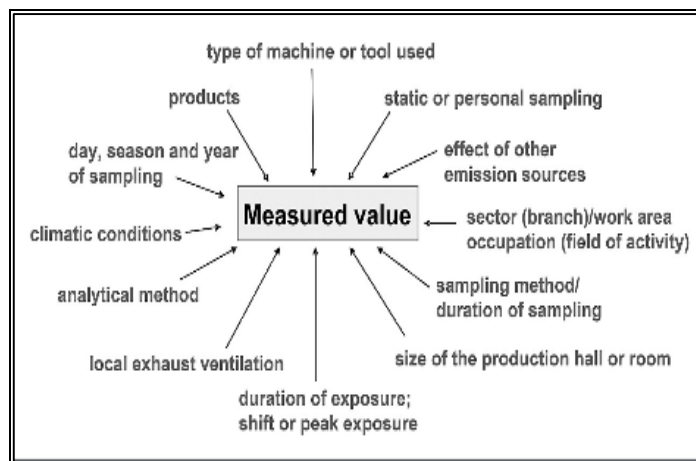 type of machine or tool used
products
static or personal sampling
day, season and year
of sampling
effect of other
emission sources
Measured value
sector (branch)/work area
occupation (field of activity)
climatic conditions
analytical method
sampling method/
duration of sampling
local exhaust ventilation
size of the production hall or room
duration of exposure;
shift or peak exposure